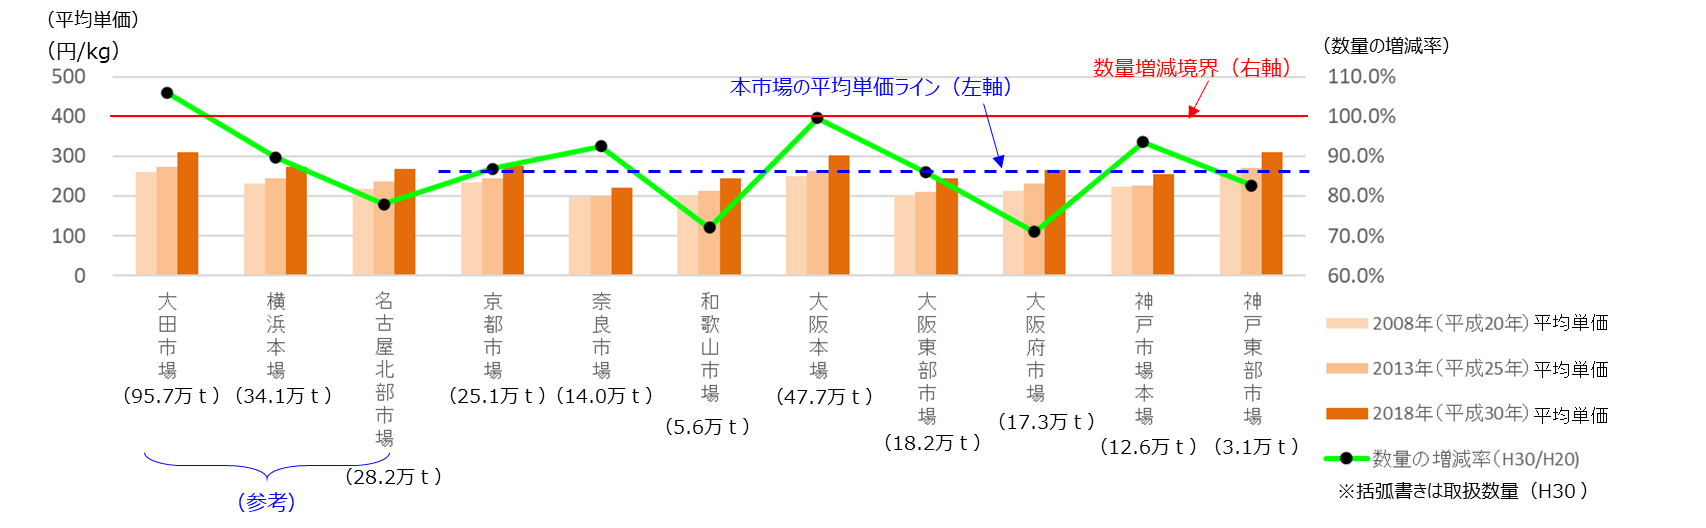 （平均単価）
（円/kg）
（数量の増減率）
数量増減境界（右軸）
本市場の平均単価ライン（左軸）
500
400
300
200
100
0
110.0%
100.0%
90.0%
80.0%
70.0%
60.0%
大田市場
（95.7万ｔ）
横浜本場
（34.1万ｔ）
名古屋北部市場
（28.2万ｔ）
京都市場
（25.1万ｔ）
奈良市場
（14.0万ｔ）
和歌山市場
（5.6万ｔ）
大阪本場
（47.7万ｔ）
大阪東部市場
（18.2万ｔ）
大阪府市場
（17.3万ｔ）
神戸市場本場
（12.6万ｔ）
神戸東部市場
（3.1万ｔ）
（参考）
2008年（平成20年）平均単価
2013年（平成25年）平均単価
2018年（平成30年）平均単価
数量の増減率（H30/H20）
※括弧書きは取扱数量（H30）